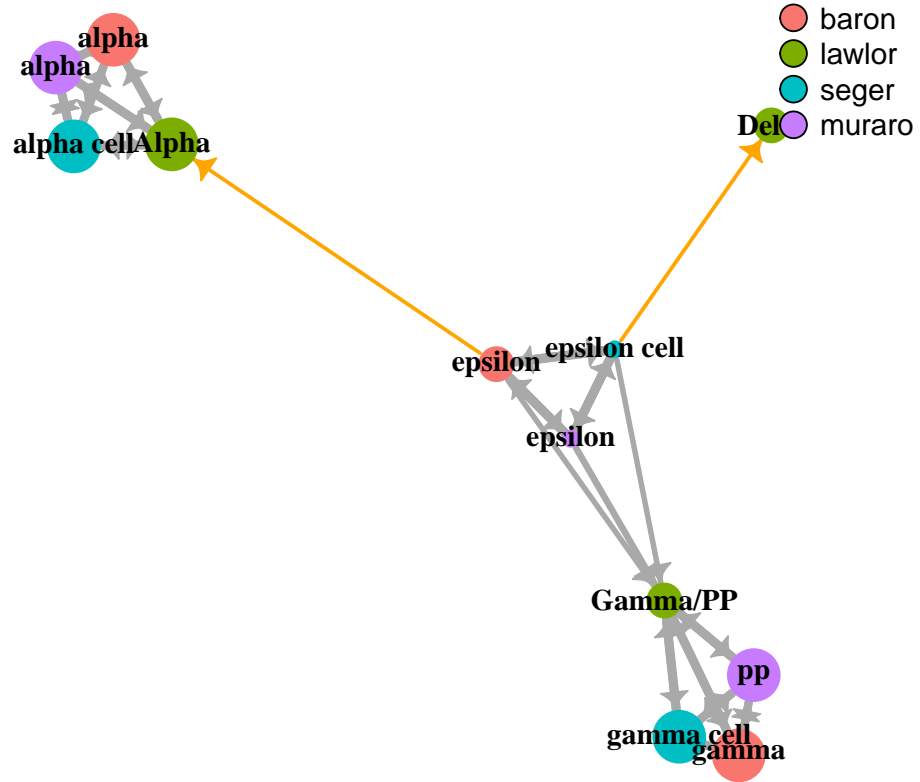 baron
lawlor
seger
muraro
alpha
alpha
alpha cell
Alpha
Del
epsilon
epsilon cell
epsilon
Gamma/PP
pp
gamma cell
gamma